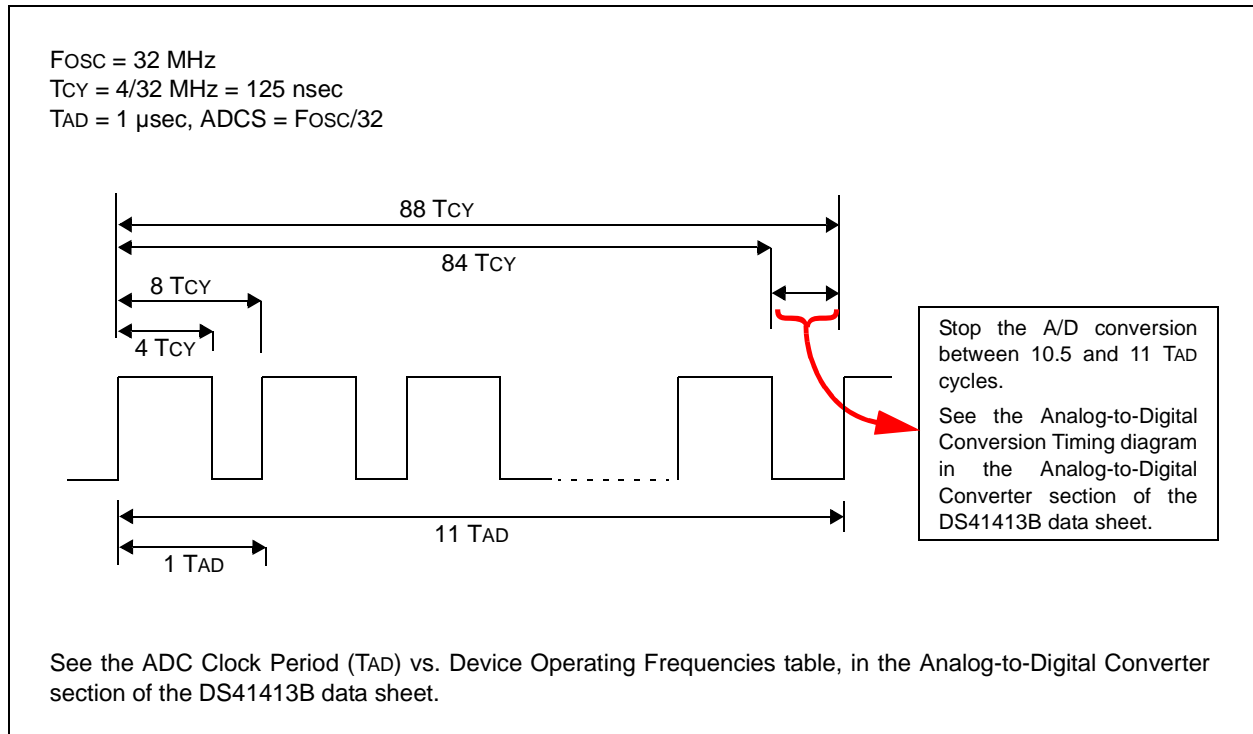 FOSC = 32 MHz
TCY = 4/32 MHz = 125 nsec
TAD = 1 µsec, ADCS = FOSC/32
88 TCY
84 TCY
8 TCY
4 TCY
Stop the A/D conversion
between 10.5 and 11 TAD
cycles.
See the Analog-to-Digital
Conversion Timing diagram
in the Analog-to-Digital
Converter section of the
DS41413B data sheet.
11 TAD
1 TAD
See the ADC Clock Period (TAD) vs. Device Operating Frequencies table, in the Analog-to-Digital Converter
section of the DS41413B data sheet.